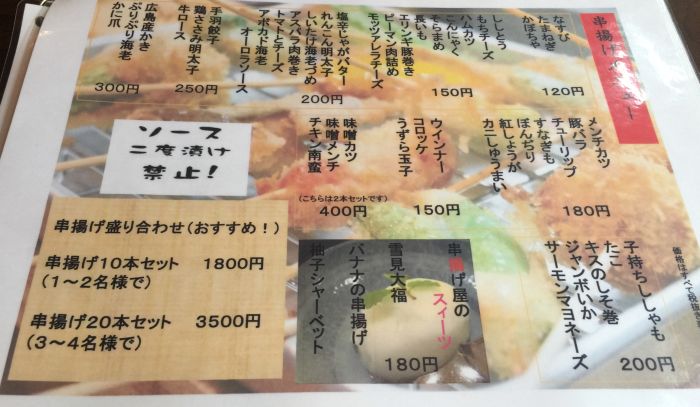 串揚げメニュー
なすび
たまねぎ
かぼちゃ
120円
ししとう
もちチーズ
ハムカツ
こんにゃく
そらまめ
長いも
エリンギ豚巻き
ピーマン肉詰め
モッツァレラチーズ
150円
塩辛じゃがバター
れんこん明太子
しいたけ海老づめ
アスパラ肉巻き
トマトとチーズ
アボカド海老
オーロラソース
200円
手羽餃子
鶏ささみ明太子
牛ロース
250円
広島産かき
ぷりぷり海老
かに爪
300円
メンチカツ
豚バラ
チューリップ
すなぎも
ぼんぢり
紅しょうが
カニしゅうまい
180円
ウインナー
コロッケ
うずら玉子
150円
味噌カツ
味噌メンチ
チキン南蛮
(こちらは2本セットです)
400円
ソース
二度漬け
禁止!
価格はすべて税抜き
子持ちししゃも
たこ
キスのしそ巻
ジャンボいか
サーモンマヨネーズ
200円
串揚げ屋の
スィーツ
雪見大福
バナナの串揚げ
柚子シャーベット
180円
串揚げ盛り合わせ(おすすめ!)
串揚げ10本セット 1800円
(1～2名様で)
串揚げ20本セット 3500円
(3～4名様で)